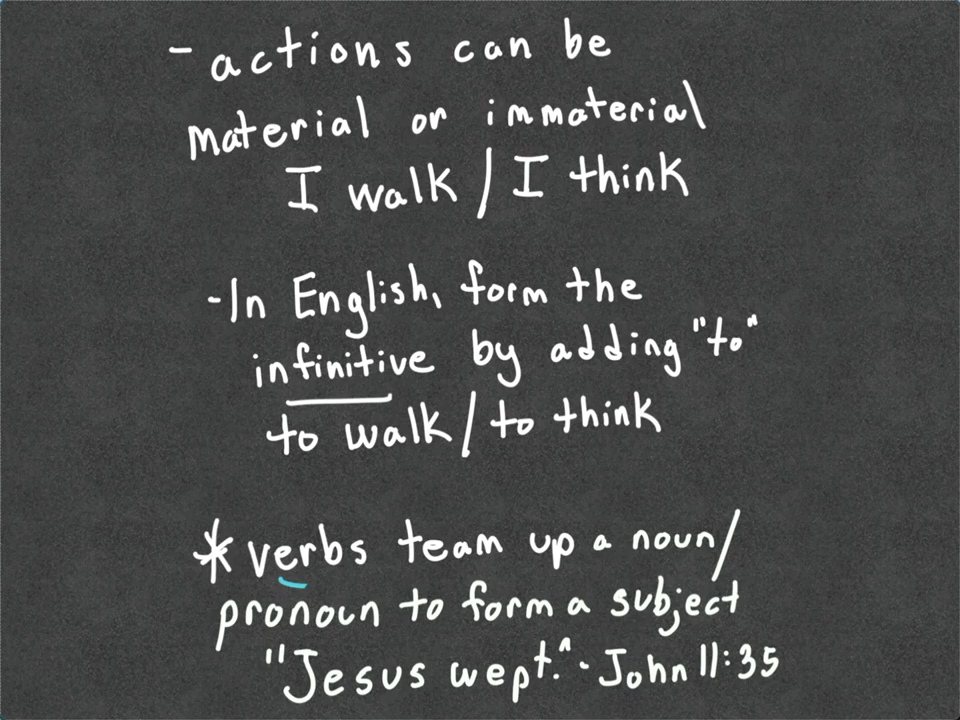 - actions can be
material or immaterial
I walk / I think
- In English, form the
infinitive by adding "to"
to walk / to think
* verbs team up a noun/
pronoun to form a subject
"Jesus wept." - John 11:35